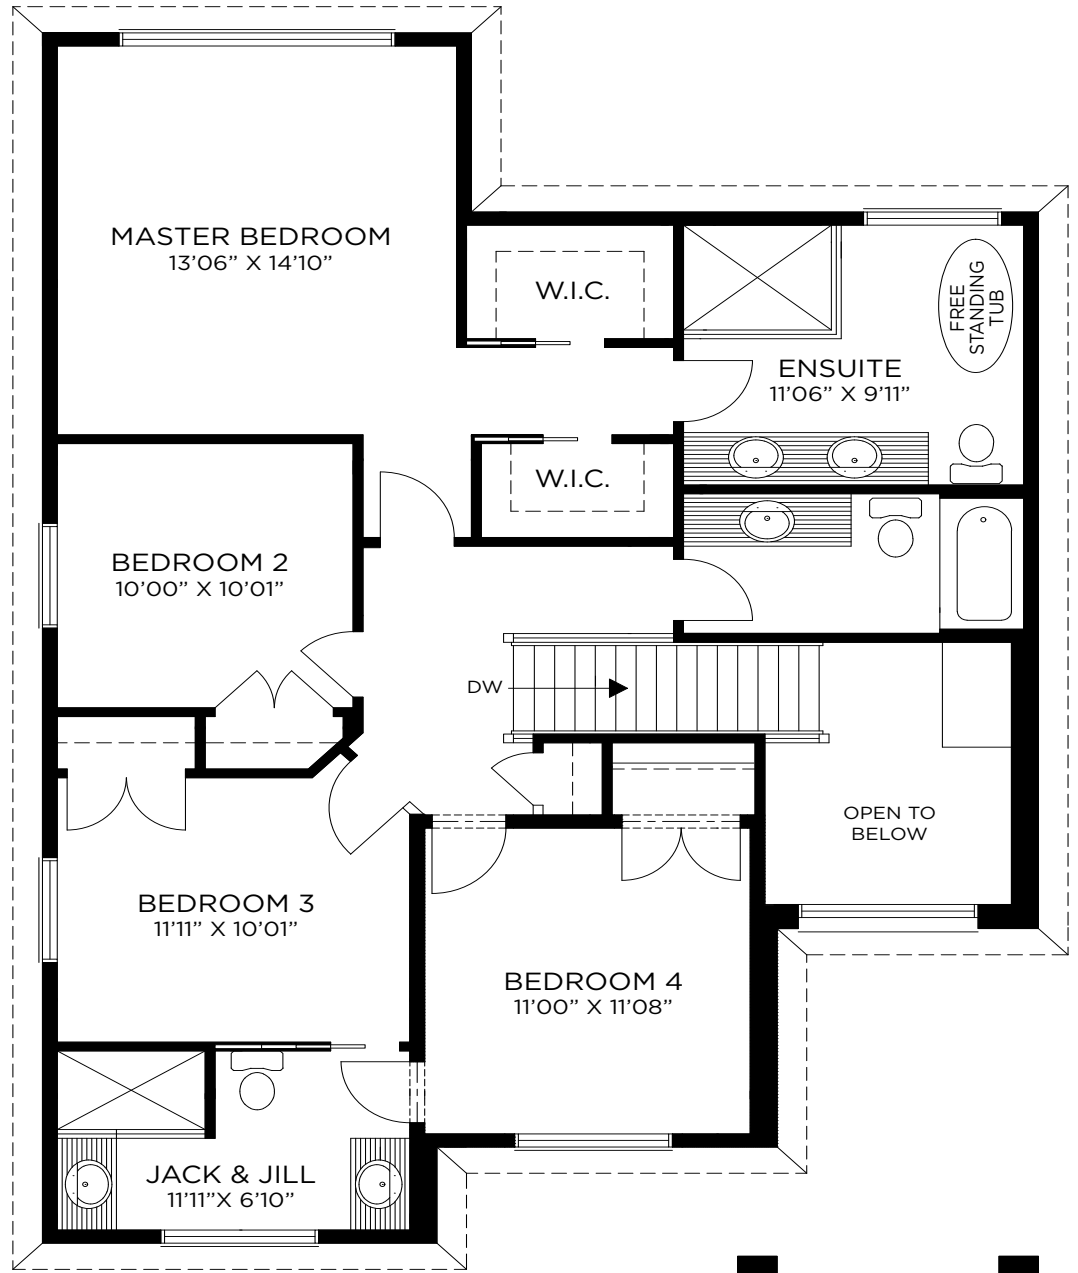 MASTER BEDROOM
13'06” X 14'10”
W.I.C.
FREE
STANDING
TUB
ENSUITE
11'06” X 9'11”
W.I.C.
BEDROOM 2
10'00” X 10'01”
DW
OPEN TO
BELOW
BEDROOM 3
11'11” X 10'01”
BEDROOM 4
11'00” X 11'08”
JACK & JILL
11'11”X 6'10”